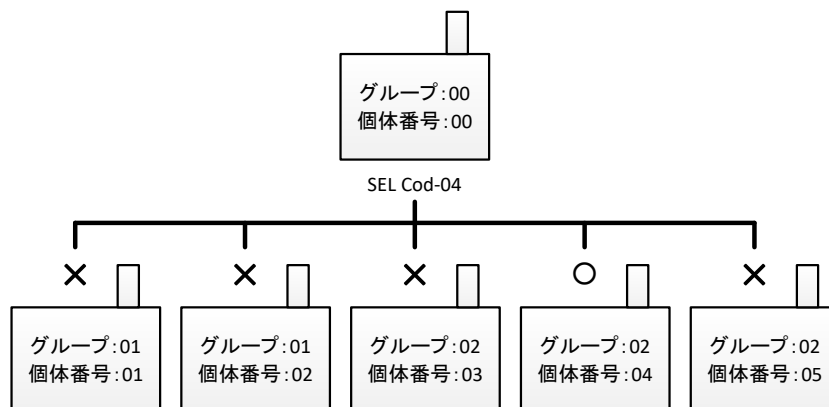 グループ:00
個体番号:00
SEL Cod-04
× × × ○ ×
グループ:01
個体番号:01
グループ:01
個体番号:02
グループ:02
個体番号:03
グループ:02
個体番号:04
グループ:02
個体番号:05